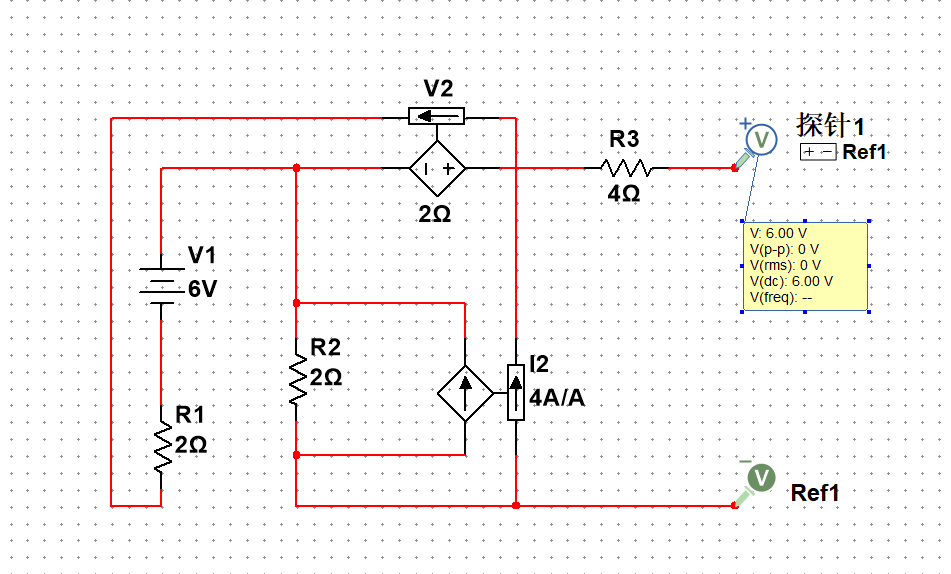 V2
2Ω
R3
4Ω
探针1
Ref1
V: 6.00 V
V(p-p): 0 V
V(rms): 0 V
V(dc): 6.00 V
V(freq): --
V1
6V
R2
2Ω
I2
4A/A
R1
2Ω
V
V
Ref1